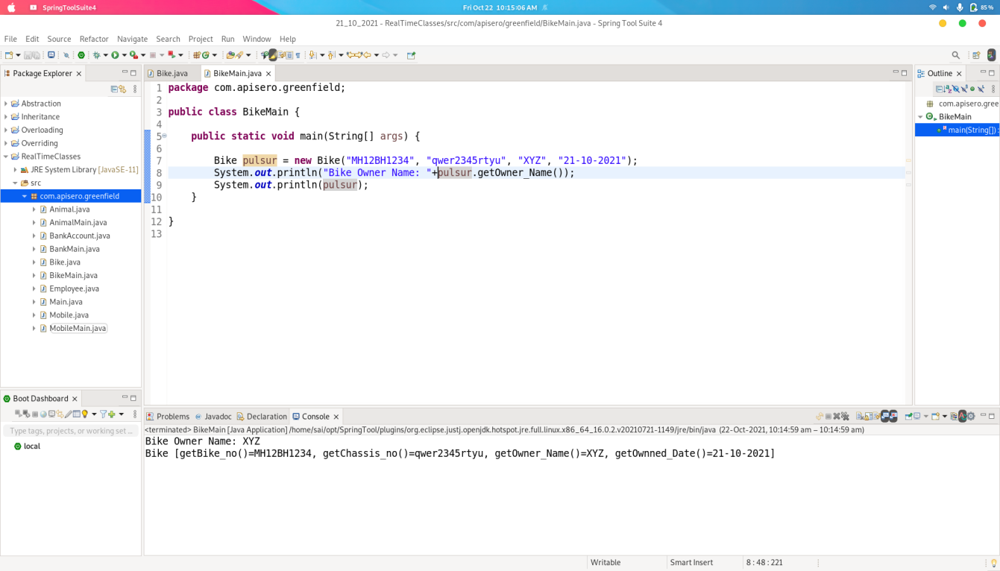 SpringToolSuite4
Fri Oct 22 10:15:06 AM
85 %
21_10_2021 - RealTimeClasses/src/com/apisero/greenfield/BikeMain.java - Spring Tool Suite 4
File Edit Source Refactor Navigate Search Project Run Window Help
Package Explorer
Abstraction
Inheritance
Overloading
Overriding
RealTimeClasses
JRE System Library [JavaSE-11]
src
com.apisero.greenfield
Animal.java
AnimalMain.java
BankAccount.java
BankMain.java
Bike.java
BikeMain.java
Employee.java
Main.java
Mobile.java
MobileMain.java
Boot Dashboard
Type tags, projects, or working set ...
local
Bike.java BikeMain.java
1 package com.apisero.greenfield;
2
3 public class BikeMain {
4
5 public static void main(String[] args) {
6
7 Bike pulsur = new Bike("MH12BH1234", "qwer2345rtyu", "XYZ", "21-10-2021");
8 System.out.println("Bike Owner Name: "+pulsur.getOwner_Name());
9 System.out.println(pulsur);
10 }
11
12 }
13
Problems Javadoc Declaration Console
<terminated> BikeMain [Java Application] /home/sai/opt/SpringTool/plugins/org.eclipse.justj.openjdk.hotspot.jre.full.linux.x86_64_16.0.2.v20210721-1149/jre/bin/java (22-Oct-2021, 10:14:59 am – 10:14:59 am)
Bike Owner Name: XYZ
Bike [getBike_no()=MH12BH1234, getChassis_no()=qwer2345rtyu, getOwner_Name()=XYZ, getOwnned_Date()=21-10-2021]
Outline
com.apisero.gree
BikeMain
main(String[]) :
Writable Smart Insert 8 : 48 : 221